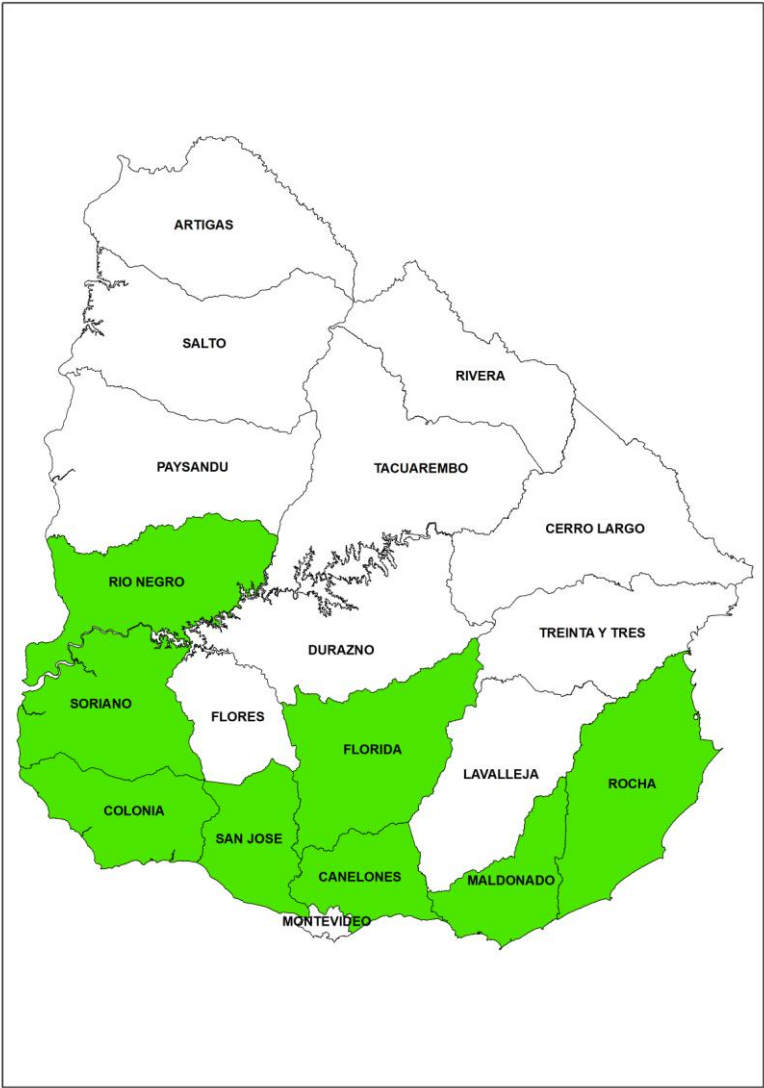 ARTIGAS
SALTO
RIVERA
PAYSANDU
TACUAREMBO
CERRO LARGO
RIO NEGRO
TREINTA Y TRES
DURAZNO
SORIANO
FLORES
FLORIDA
LAVALLEJA
ROCHA
COLONIA
SAN JOSE
CANELONES
MALDONADO
MONTEVIDEO